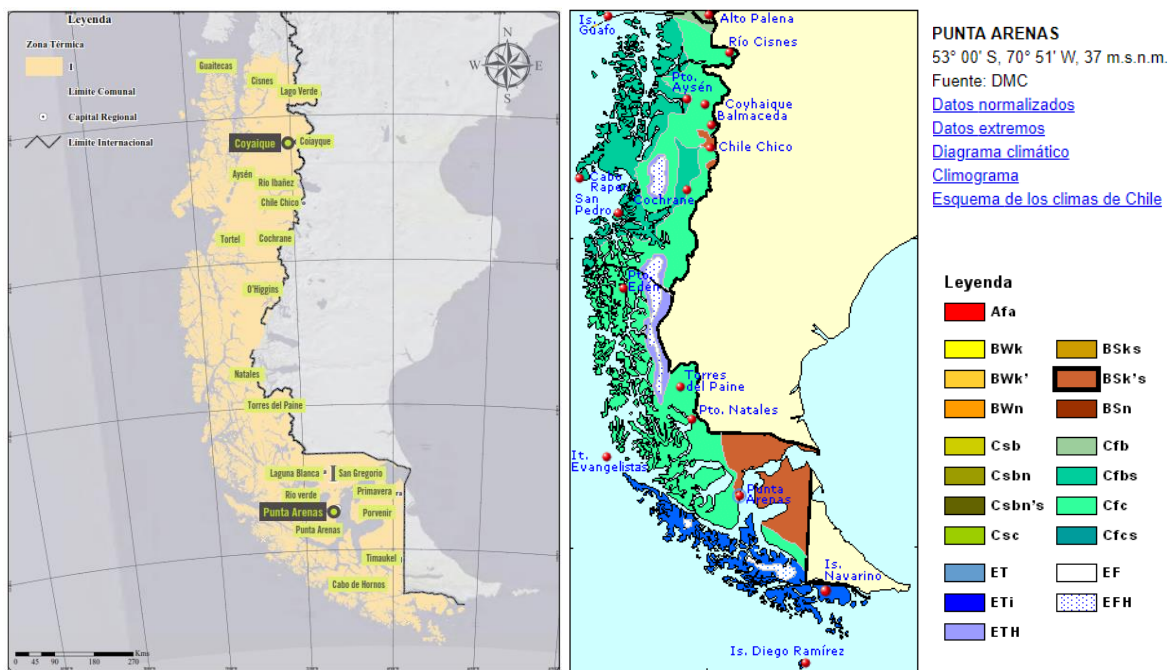 Leyenda
Zona Térmica
I
Limite Comunal
Capital Regional
Limite Internacional
N
W
E
S
Guaitecas
Cisnes
Lago Verde
Coyaique
Coiayque
Aysén
Río Ibañez
Chile Chico
Tortel
Cochrane
O'Higgins
Natales
Torres del Paine
Laguna Blanca
San Gregorio
Rio verde
Primavera
Punta Arenas
Porvenir
Punta Arenas
Timaukel
Cabo de Hornos
0 45 90 180 270 Kms
Is. Guafo
Alto Palena
Río Cisnes
Pto. Aysén
Coyhaique
Balmaceda
Chile Chico
Cabo Raper
San Pedro
Cochrane
Pto. Edén
Torres del Paine
Pto. Natales
It. Evangelistas
Punta Arenas
Is. Navarino
Is. Diego Ramírez
PUNTA ARENAS
53° 00' S, 70° 51' W, 37 m.s.n.m.
Fuente: DMC
Datos normalizados
Datos extremos
Diagrama climático
Climograma
Esquema de los climas de Chile
Leyenda
Afa
BWk BSks
BWk' BSk's
BWn BSn
Csb Cfb
Csbn Cfbs
Csbn's Cfc
Csc Cfcs
ET EF
ETi EFH
ETH